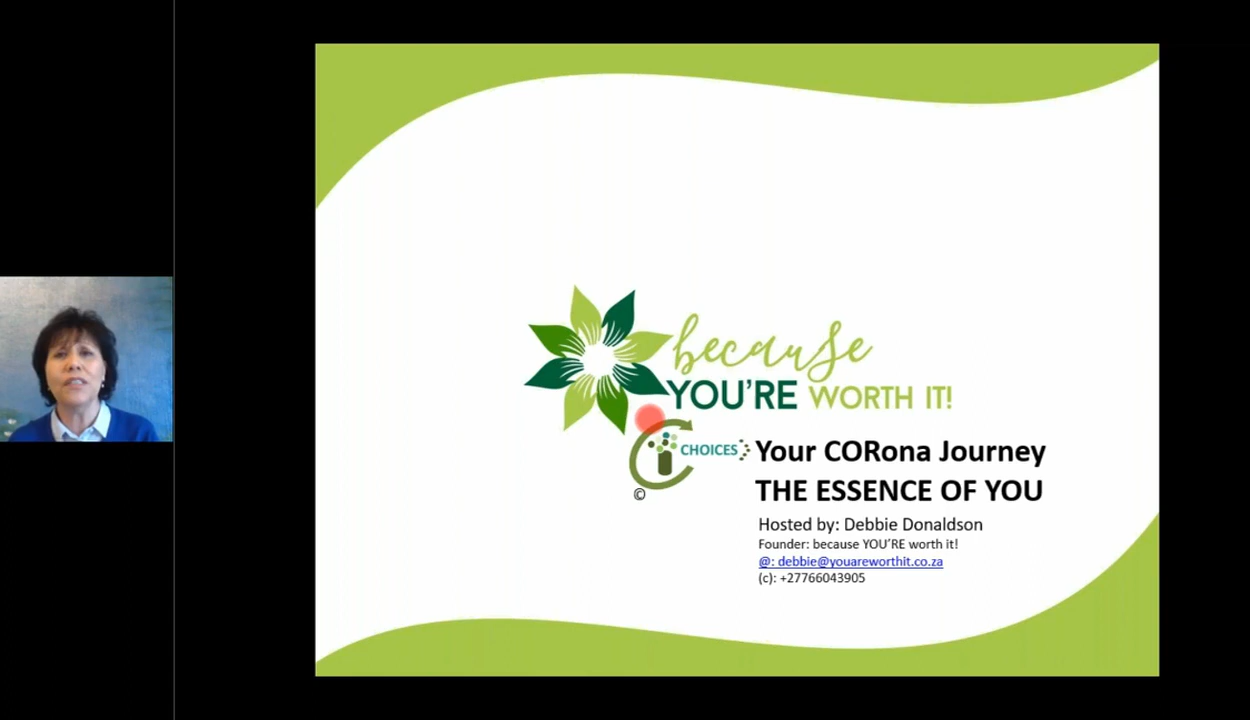 because
YOU'RE WORTH IT!
CHOICES
©
Your CORona Journey
THE ESSENCE OF YOU
Hosted by: Debbie Donaldson
Founder: because YOU'RE worth it!
@: debbie@youareworthit.co.za
(c): +27766043905